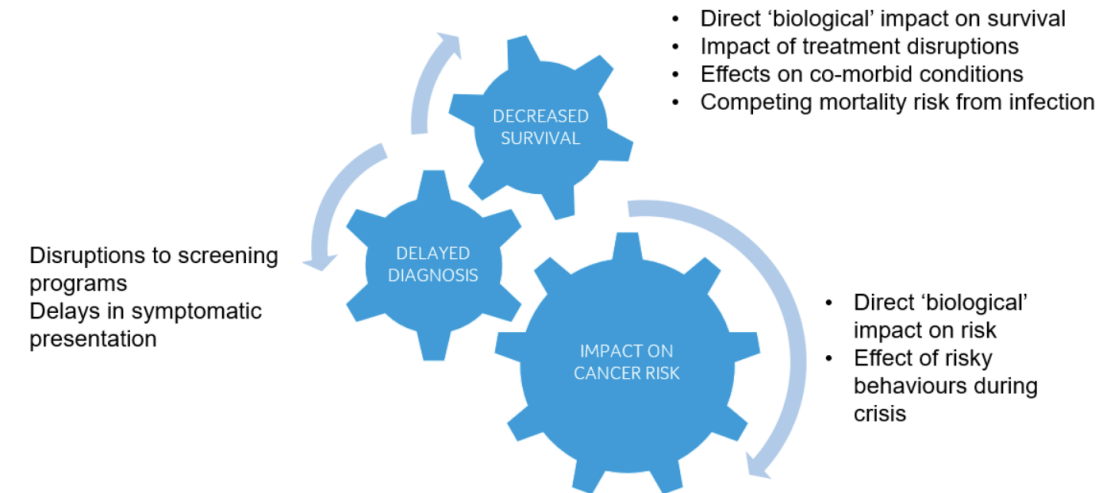 • Direct ‘biological’ impact on survival
• Impact of treatment disruptions
• Effects on co-morbid conditions
• Competing mortality risk from infection
DECREASED
SURVIVAL
DELAYED
DIAGNOSIS
Disruptions to screening
programs
Delays in symptomatic
presentation
IMPACT ON
CANCER RISK
• Direct ‘biological’
impact on risk
• Effect of risky
behaviours during
crisis